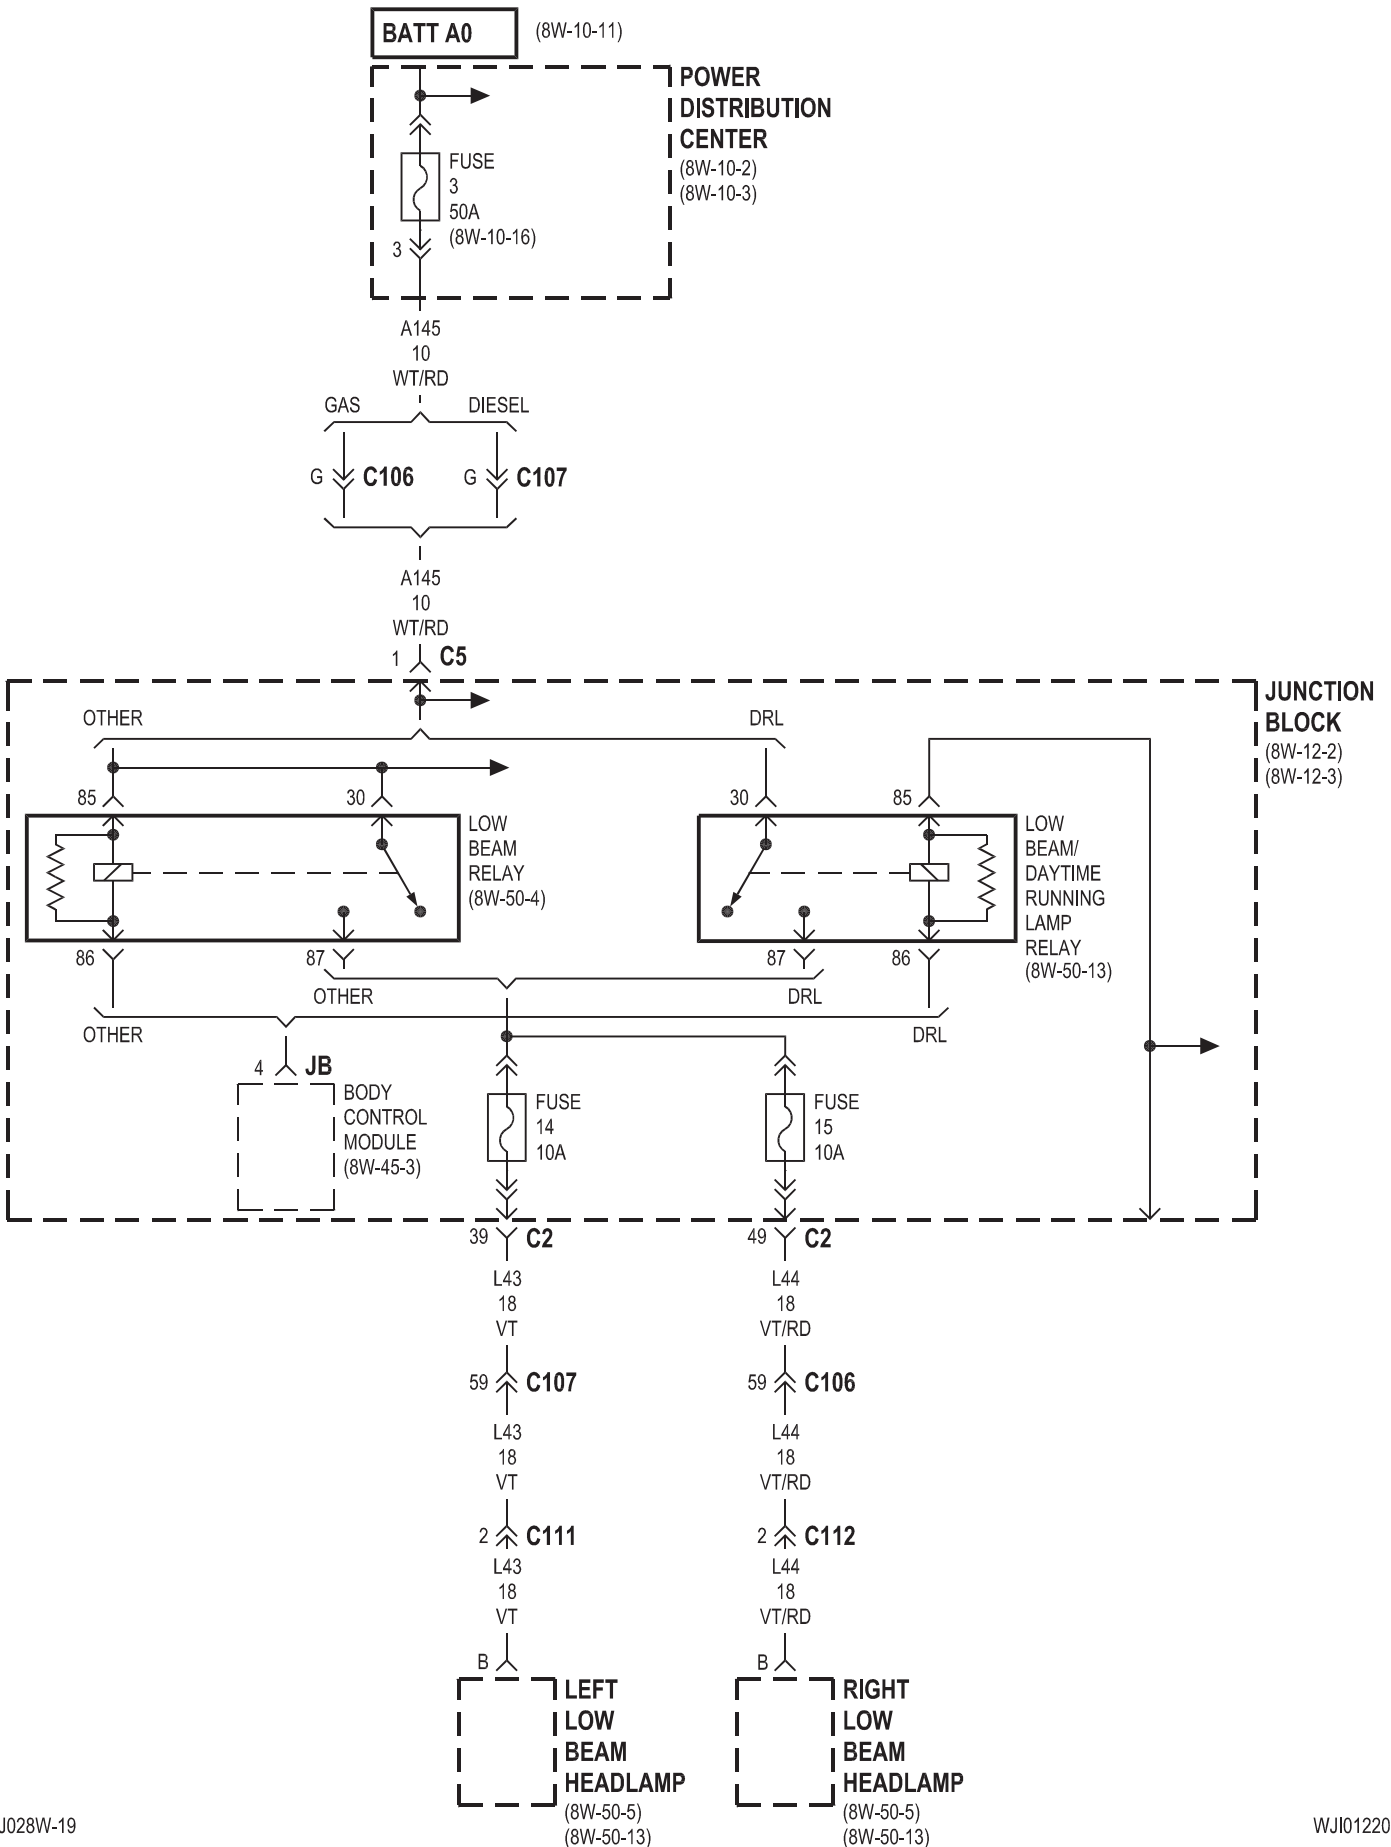 BATT A0
(8W-10-11)
POWER
DISTRIBUTION
CENTER
(8W-10-2)
(8W-10-3)
FUSE
3
50A
(8W-10-16)
3
A145
10
WT/RD
GAS
DIESEL
G
C106
G
C107
A145
10
WT/RD
1
C5
JUNCTION
BLOCK
(8W-12-2)
(8W-12-3)
OTHER
DRL
85
30
30
85
LOW
BEAM
RELAY
(8W-50-4)
LOW
BEAM/
DAYTIME
RUNNING
LAMP
RELAY
(8W-50-13)
86
87
87
86
OTHER
DRL
OTHER
DRL
4
JB
BODY
CONTROL
MODULE
(8W-45-3)
FUSE
14
10A
FUSE
15
10A
39
C2
49
C2
L43
18
VT
L44
18
VT/RD
59
C107
59
C106
L43
18
VT
L44
18
VT/RD
2
C111
2
C112
L43
18
VT
L44
18
VT/RD
B
B
LEFT
LOW
BEAM
HEADLAMP
(8W-50-5)
(8W-50-13)
RIGHT
LOW
BEAM
HEADLAMP
(8W-50-5)
(8W-50-13)
J028W-19
WJI01220